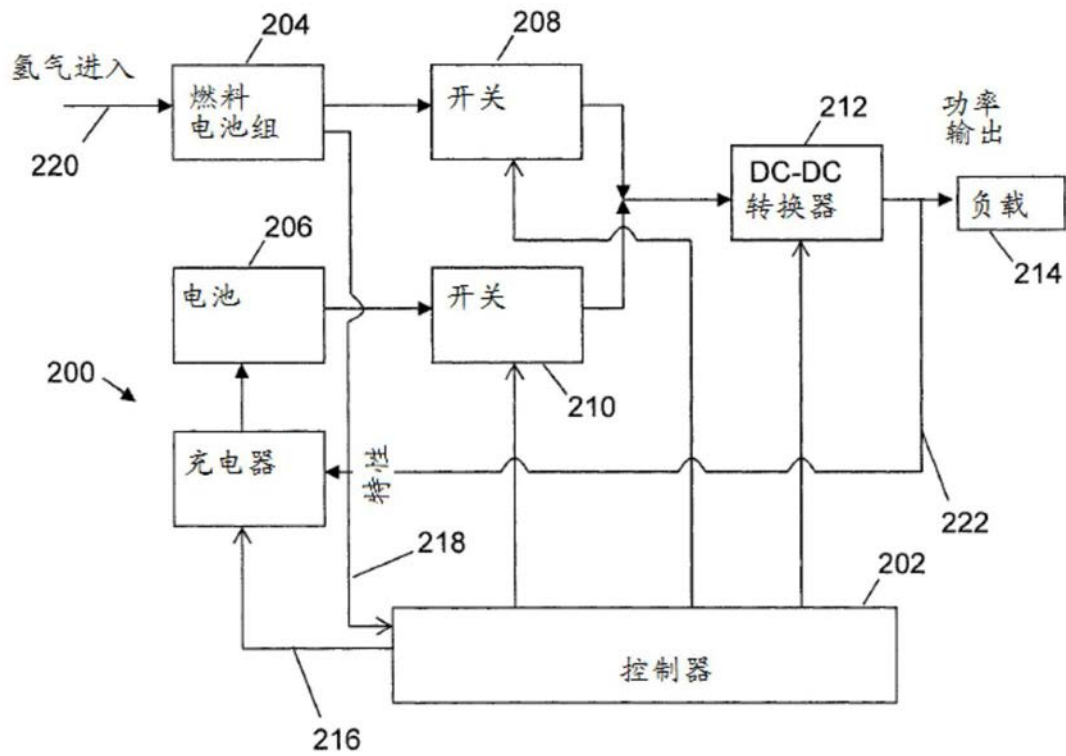 204
208
氢气进入
燃料
电池组
开关
212
功率
输出
220
DC-DC
转换器
负载
206
214
电池
开关
200
210
充电器
特性
222
218
202
控制器
216